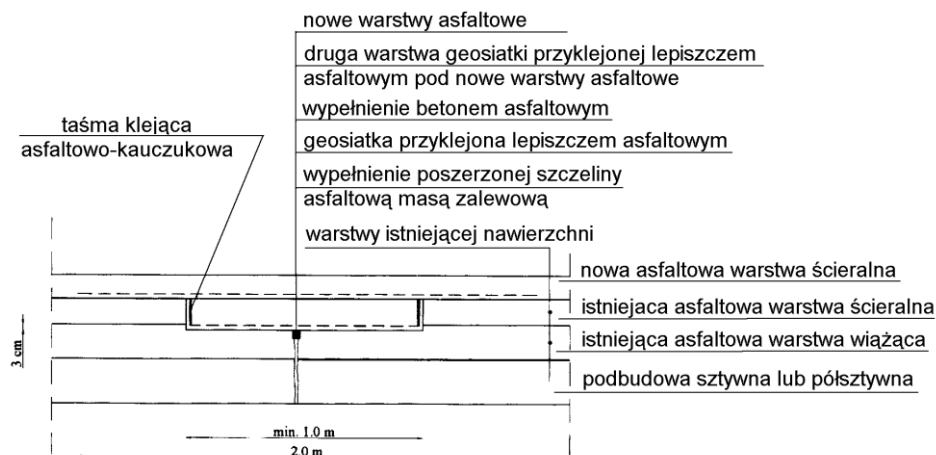 nowe warstwy asfaltowe
druga warstwa geosiatki przyklejonej lepiszczem
asfaltowym pod nowe warstwy asfaltowe
wypełnienie betonem asfaltowym
taśma klejąca
asfaltowo-kauczukowa
geosiatka przyklejona lepiszczem asfaltowym
wypełnienie poszerzonej szczeliny
asfaltową masą zalewową
warstwy istniejącej nawierzchni
nowa asfaltowa warstwa ścieralna
istniejaca asfaltowa warstwa ścieralna
istniejąca asfaltowa warstwa wiążąca
podbudowa sztywna lub półsztywna
3 cm
min. 1.0 m
2.0 m